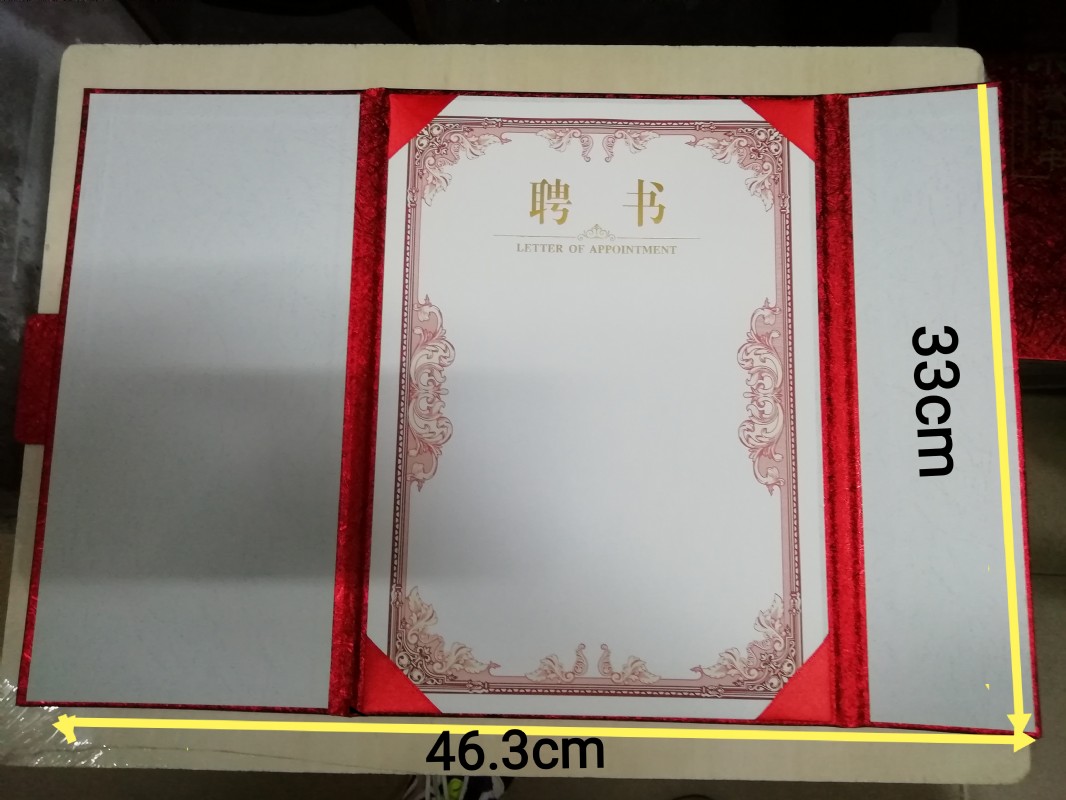 聘 书
LETTER OF APPOINTMENT
33cm
46.3cm